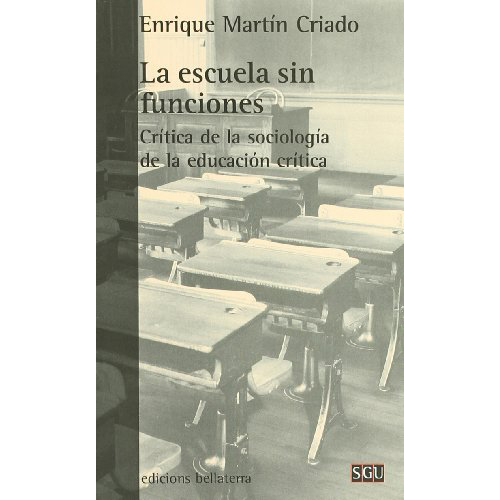 Enrique Martín Criado
La escuela sin
funciones
Crítica de la sociología
de la educación crítica
edicions bellaterra
SGU